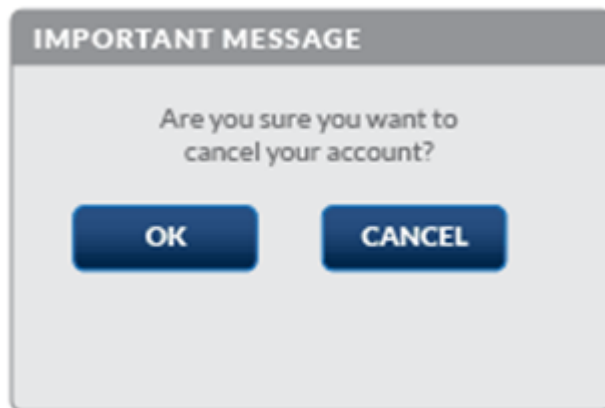 IMPORTANT MESSAGE
Are you sure you want to
cancel your account?
OK
CANCEL